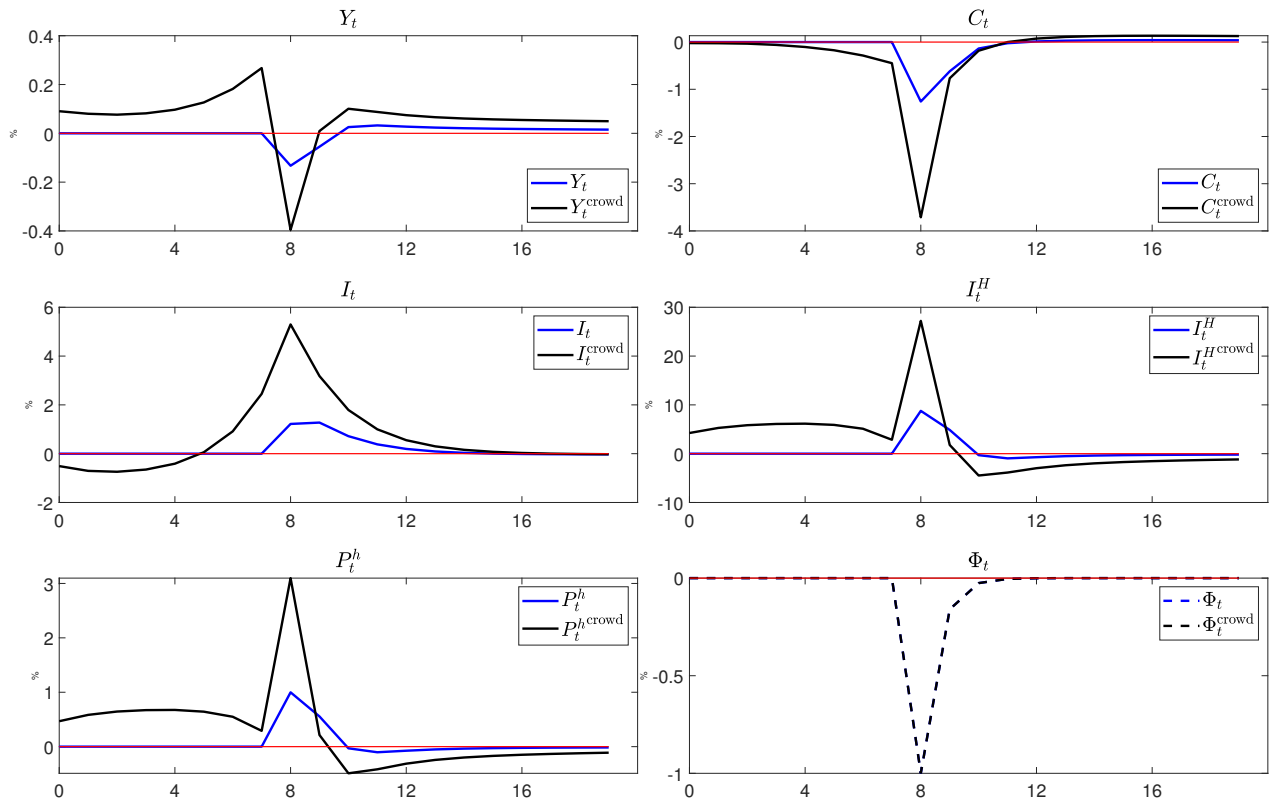 Y_t
C_t
0.4
0.2
0
-0.2
-0.4
%
0 4 8 12 16
Y_t
Y_t^crowd
0
-1
-2
-3
-4
%
0 4 8 12 16
C_t
C_t^crowd
I_t
I_t^H
6
4
2
0
-2
%
0 4 8 12 16
I_t
I_t^crowd
30
20
10
0
-10
%
0 4 8 12 16
I_t^H
I_t^H crowd
P_t^h
Φ_t
3
2
1
0
%
0 4 8 12 16
P_t^h
P_t^h crowd
0
-0.5
-1
%
0 4 8 12 16
Φ_t
Φ_t^crowd